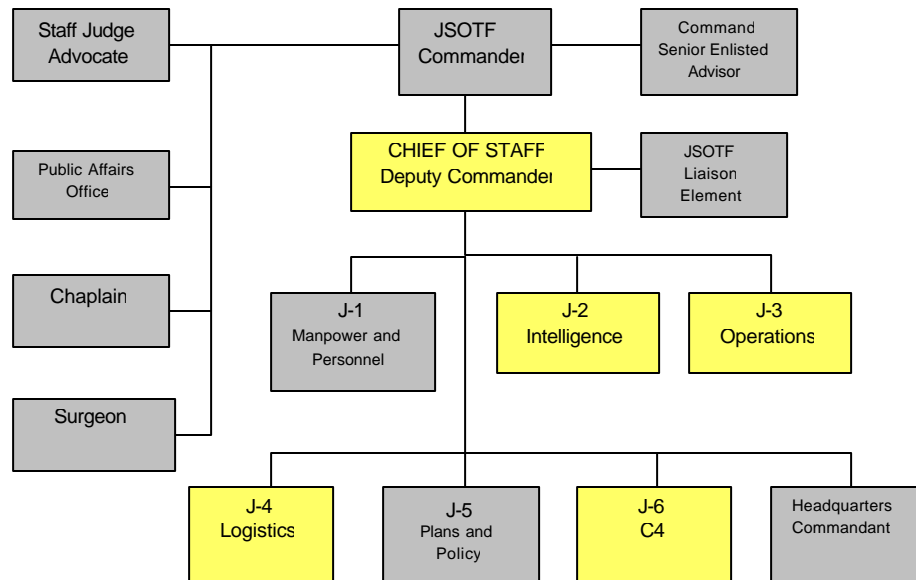 Staff Judge
Advocate
JSOTF
Commander
Command
Senior Enlisted
Advisor
CHIEF OF STAFF
Deputy Commander
Public Affairs
Office
JSOTF
Liaison
Element
Chaplain
J-1
Manpower and
Personnel
J-2
Intelligence
J-3
Operations
Surgeon
J-4
Logistics
J-5
Plans and
Policy
J-6
C4
Headquarters
Commandant